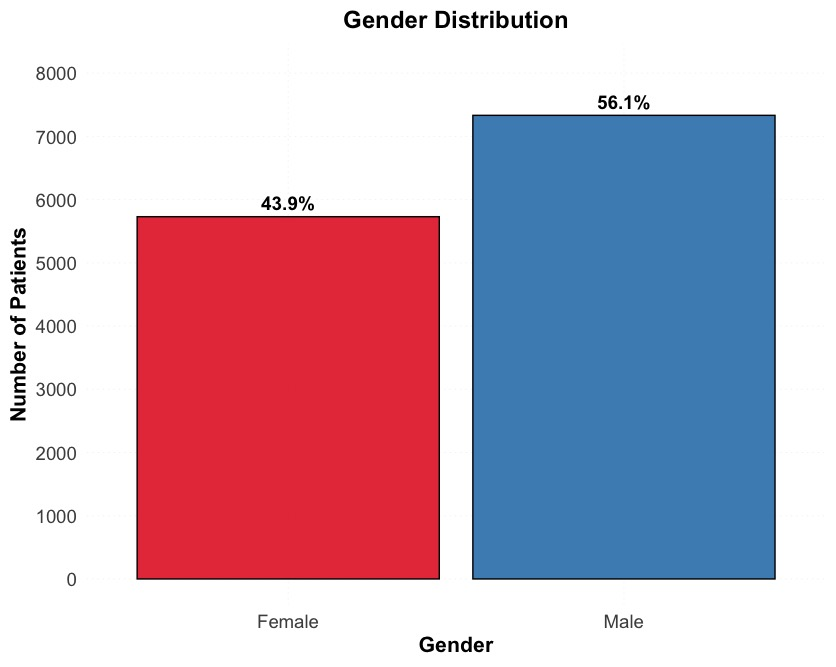 Gender Distribution
8000
7000
6000
5000
4000
3000
2000
1000
0
Number of Patients
43.9%
56.1%
Female
Male
Gender